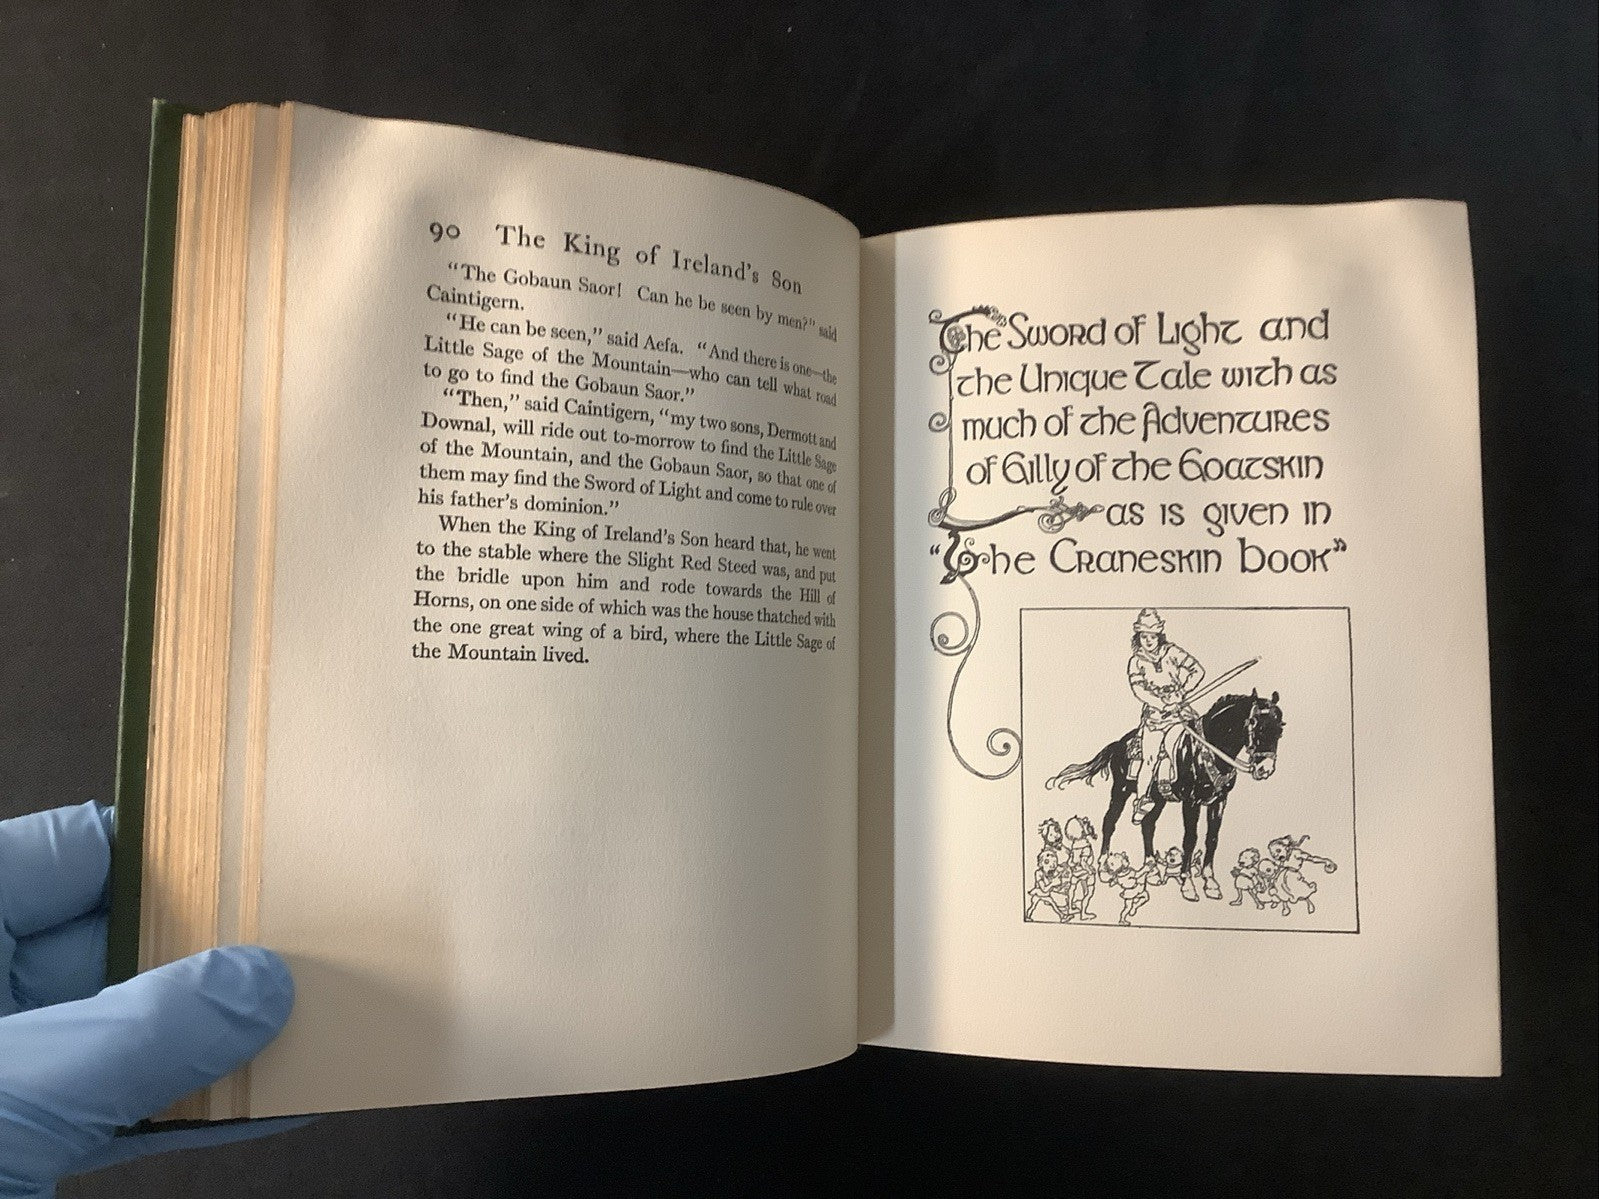 90 The King of Ireland's Son
"The Gobaun Saor! Can he be seen by men?" said
Caintigern.
"He can be seen," said Aefa. "And there is one—the
Little Sage of the Mountain—who can tell what road
to go to find the Gobaun Saor."
"Then," said Caintigern, "my two sons, Dermott and
Downal, will ride out to-morrow to find the Little Sage
of the Mountain, and the Gobaun Saor, so that one of
them may find the Sword of Light and come to rule over
his father's dominion."
When the King of Ireland's Son heard that, he went
to the stable where the Slight Red Steed was, and put
the bridle upon him and rode towards the Hill of
Horns, on one side of which was the house thatched with
the one great wing of a bird, where the Little Sage of
the Mountain lived.
The Sword of Light and
the Unique Tale with as
much of the Adventures
of Gilly of the Goatskin
as is given in
"The Craneskin Book"